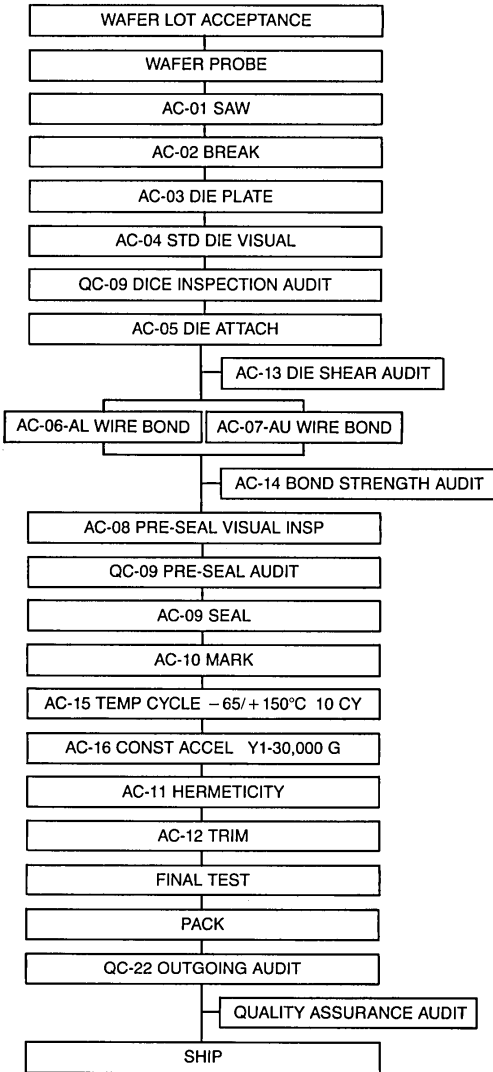 WAFER LOT ACCEPTANCE
WAFER PROBE
AC-01 SAW
AC-02 BREAK
AC-03 DIE PLATE
AC-04 STD DIE VISUAL
QC-09 DICE INSPECTION AUDIT
AC-05 DIE ATTACH
AC-13 DIE SHEAR AUDIT
AC-06-AL WIRE BOND
AC-07-AU WIRE BOND
AC-14 BOND STRENGTH AUDIT
AC-08 PRE-SEAL VISUAL INSP
QC-09 PRE-SEAL AUDIT
AC-09 SEAL
AC-10 MARK
AC-15 TEMP CYCLE −65/+150°C 10 CY
AC-16 CONST ACCEL Y1-30,000 G
AC-11 HERMETICITY
AC-12 TRIM
FINAL TEST
PACK
QC-22 OUTGOING AUDIT
QUALITY ASSURANCE AUDIT
SHIP